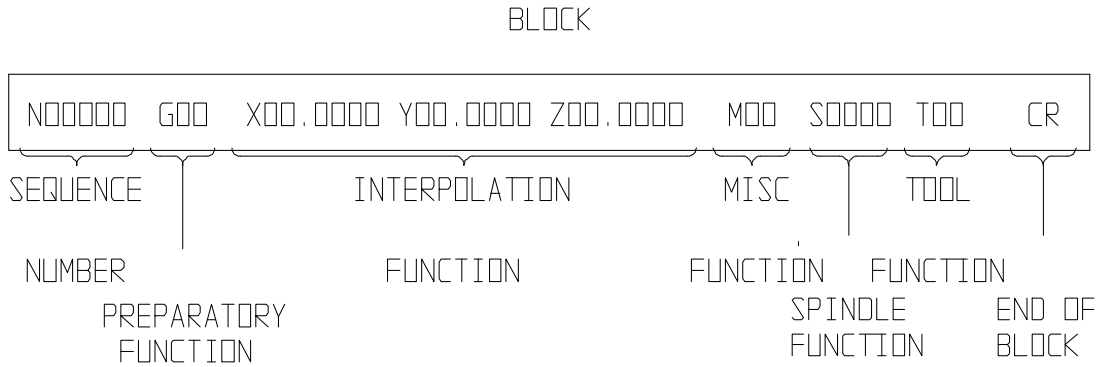 BLOCK
N00000 G00 X00.0000 Y00.0000 Z00.0000 M00 S0000 T00 CR
SEQUENCE INTERPOLATION MISC TOOL
NUMBER FUNCTION FUNCTION FUNCTION
PREPARATORY SPINDLE END OF
FUNCTION FUNCTION BLOCK